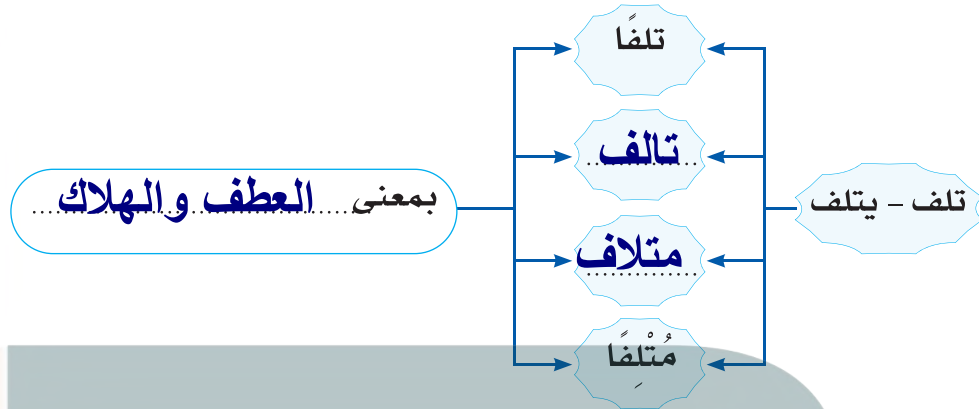 تلفًا
تالف
بمعنى العطف والهلاك
تلف - يتلف
متلاف
مُتْلِفًا